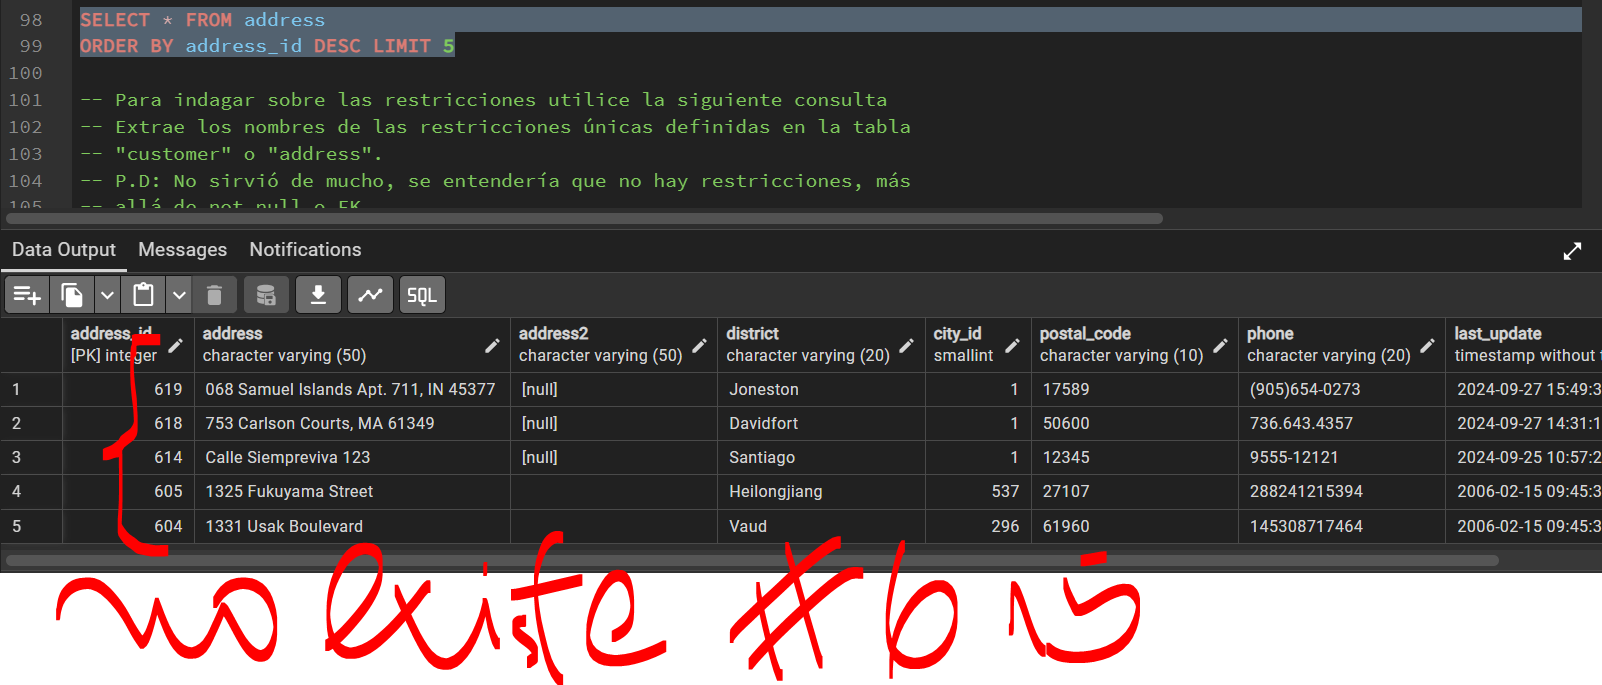 98 SELECT * FROM address
99 ORDER BY address_id DESC LIMIT 5
100
101 -- Para indagar sobre las restricciones utilice la siguiente consulta
102 -- Extrae los nombres de las restricciones únicas definidas en la tabla
103 -- "customer" o "address".
104 -- P.D: No sirvió de mucho, se entendería que no hay restricciones, más
105 -- allá de not null o FK
Data Output Messages Notifications
SQL
address_id address address2 district city_id postal_code phone last_update
[PK] integer character varying (50) character varying (50) character varying (20) smallint character varying (10) character varying (20) timestamp without
1 619 068 Samuel Islands Apt. 711, IN 45377 [null] Joneston 1 17589 (905)654-0273 2024-09-27 15:49:3
2 618 753 Carlson Courts, MA 61349 [null] Davidfort 1 50600 736.643.4357 2024-09-27 14:31:1
3 614 Calle Siempreviva 123 [null] Santiago 1 12345 9555-12121 2024-09-25 10:57:2
4 605 1325 Fukuyama Street Heilongjiang 537 27107 288241215394 2006-02-15 09:45:3
5 604 1331 Usak Boulevard Vaud 296 61960 145308717464 2006-02-15 09:45:3
no existe #615